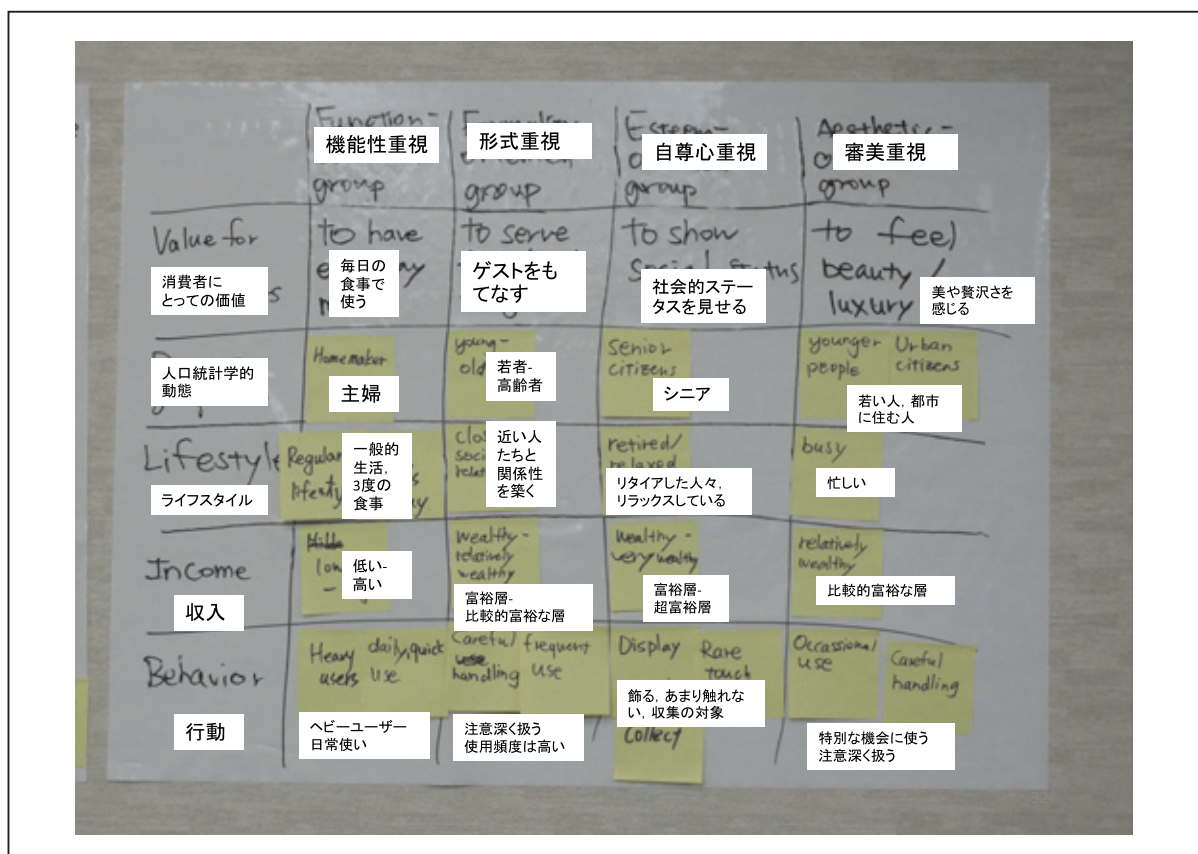 Function-
機能性重視
group
形式重視
group
Esteem-
自尊心重視
group
Aesthetic-
審美重視
group
Value for
消費者に
とっての価値
to have
毎日の
食事で
使う
to serve
ゲストをも
てなす
to show
Social Status
社会的ステー
タスを見せる
to feel
beauty/
luxury
美や贅沢さを
感じる
人口統計学的
動態
Homemaker
主婦
young-
old
若者-
高齢者
senior
citizens
シニア
younger
people
Urban
citizens
若い人，都市
に住む人
Lifestyle
ライフスタイル
Regular
一般的
生活，
3度の
食事
近い人
たちと
関係性
を築く
retired/
relaxed
リタイアした人々，
リラックスしている
busy
忙しい
Income
収入
低い-
高い
wealthy-
relatively
wealthy
富裕層-
比較的富裕な層
wealthy-
very wealthy
富裕層-
超富裕層
relatively
wealthy
比較的富裕な層
Behavior
行動
Heavy
users
daily,quick
use
ヘビーユーザー
日常使い
Careful
handling
frequent
use
注意深く扱う
使用頻度は高い
Display
Rare
touch
飾る，あまり触れな
い，収集の対象
Collect
Occassional
use
Careful
handling
特別な機会に使う
注意深く扱う